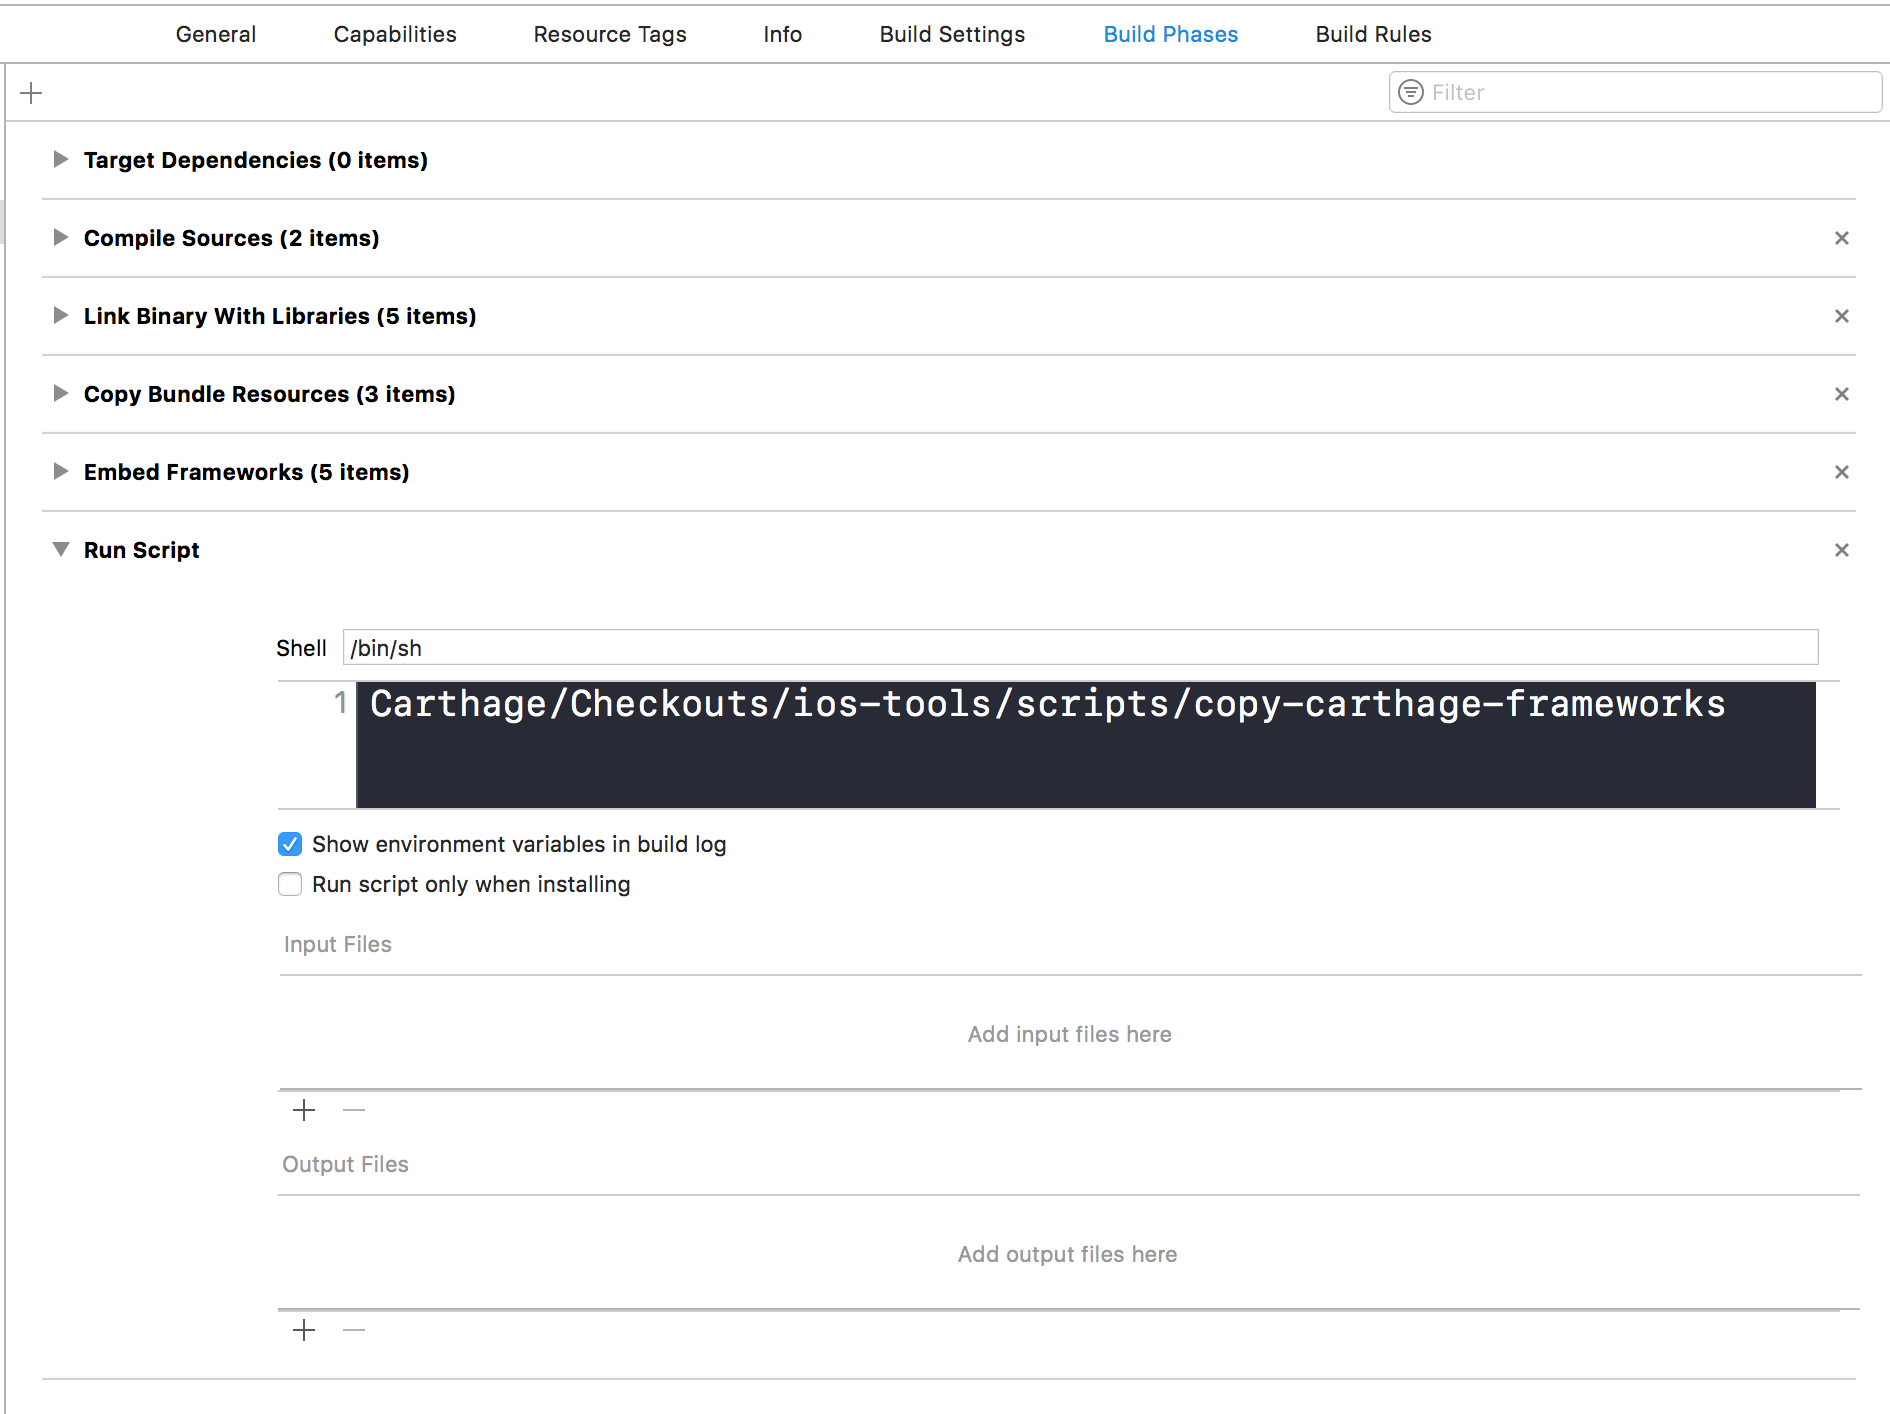 General Capabilities Resource Tags Info Build Settings Build Phases Build Rules
Filter
Target Dependencies (0 items)
Compile Sources (2 items)
Link Binary With Libraries (5 items)
Copy Bundle Resources (3 items)
Embed Frameworks (5 items)
Run Script
Shell /bin/sh
1 Carthage/Checkouts/ios-tools/scripts/copy-carthage-frameworks
Show environment variables in build log
Run script only when installing
Input Files
Add input files here
Output Files
Add output files here